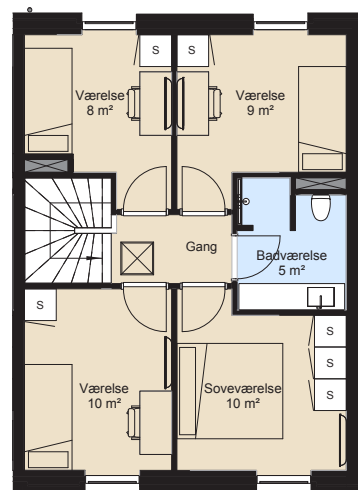 S
S
Værelse
8 m²
Værelse
9 m²
Gang
Badværelse
5 m²
S
Værelse
10 m²
Soveværelse
10 m²
S
S
S